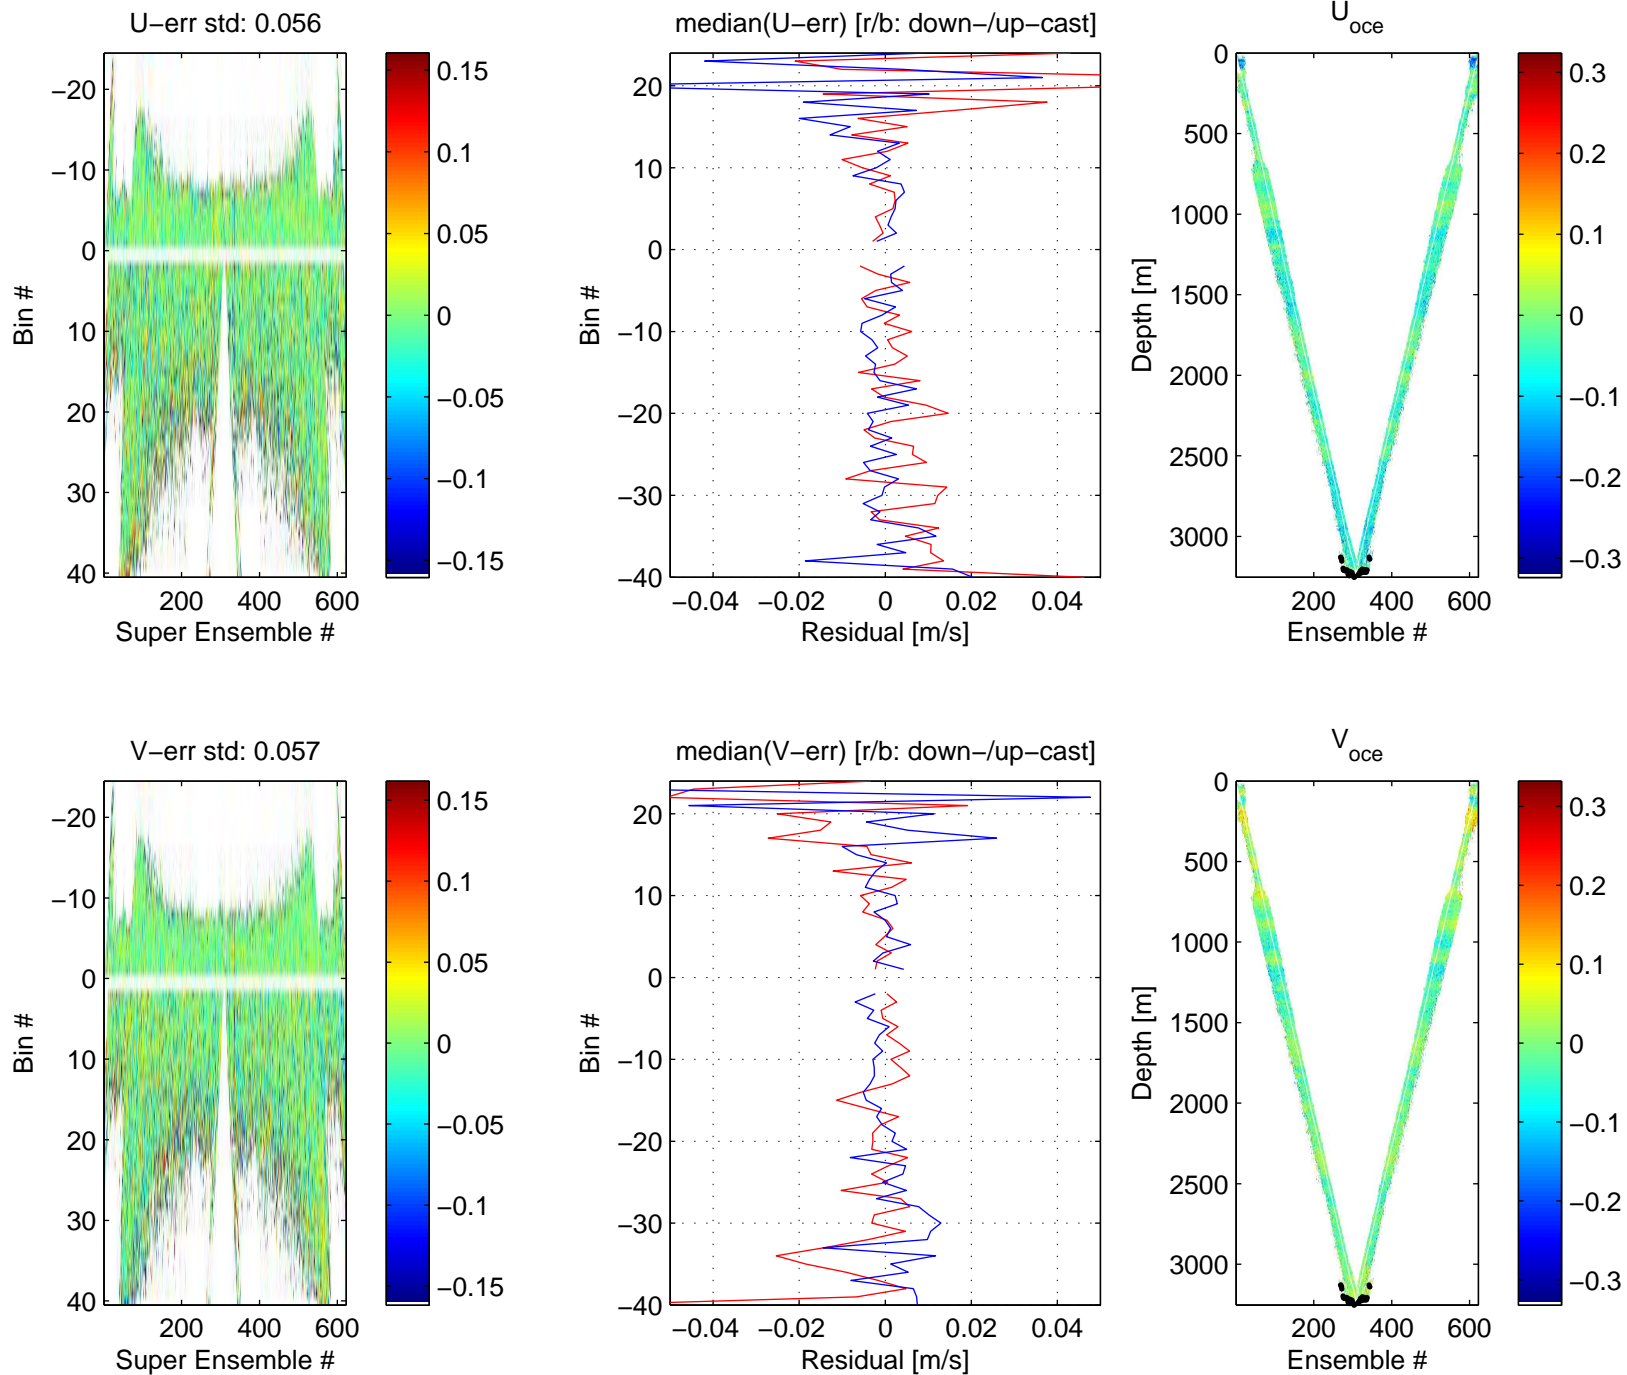 U−err std: 0.056
−20
−10
0
10
20
30
40
Bin #
200 400 600
Super Ensemble #
0.15
0.1
0.05
0
−0.05
−0.1
−0.15
median(U−err) [r/b: down−/up−cast]
20
10
0
−10
−20
−30
−40
Bin #
−0.04 −0.02 0 0.02 0.04
Residual [m/s]
U_oce
0
500
1000
1500
2000
2500
3000
Depth [m]
200 400 600
Ensemble #
0.3
0.2
0.1
0
−0.1
−0.2
−0.3
V−err std: 0.057
−20
−10
0
10
20
30
40
Bin #
200 400 600
Super Ensemble #
0.15
0.1
0.05
0
−0.05
−0.1
−0.15
median(V−err) [r/b: down−/up−cast]
20
10
0
−10
−20
−30
−40
Bin #
−0.04 −0.02 0 0.02 0.04
Residual [m/s]
V_oce
0
500
1000
1500
2000
2500
3000
Depth [m]
200 400 600
Ensemble #
0.3
0.2
0.1
0
−0.1
−0.2
−0.3